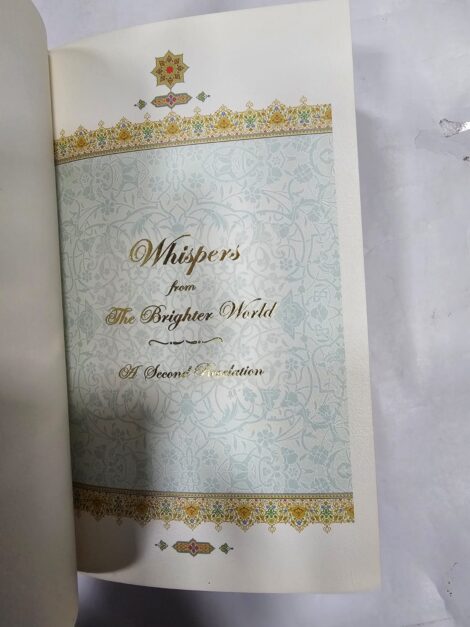 Whispers
from
The Brighter World
A Second Revelation